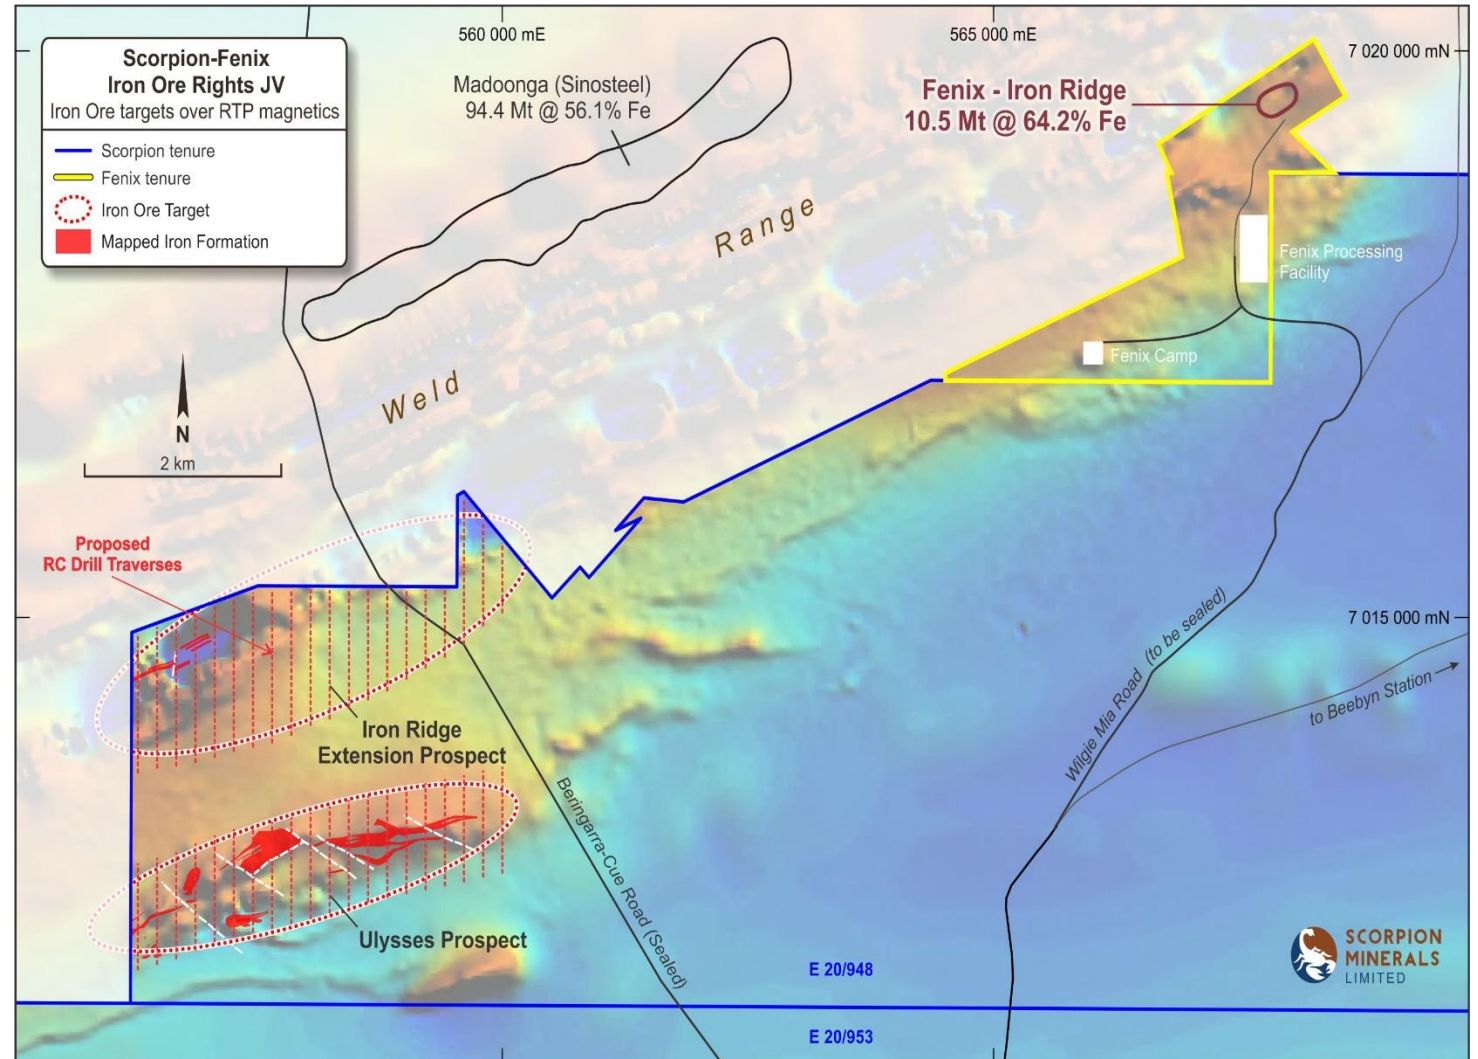 560 000 mE
565 000 mE
7 020 000 mN
Scorpion-Fenix
Iron Ore Rights JV
Iron Ore targets over RTP magnetics
Scorpion tenure
Fenix tenure
Iron Ore Target
Mapped Iron Formation
Madoonga (Sinosteel)
94.4 Mt @ 56.1% Fe
Fenix - Iron Ridge
10.5 Mt @ 64.2% Fe
Weld Range
Fenix Processing
Facility
Fenix Camp
N
2 km
Proposed
RC Drill Traverses
7 015 000 mN
Wilgie Mia Road (to be sealed)
to Beebyn Station
Iron Ridge
Extension Prospect
Beringarra-Cue Road (Sealed)
Ulysses Prospect
E 20/948
E 20/953
SCORPION
MINERALS
LIMITED